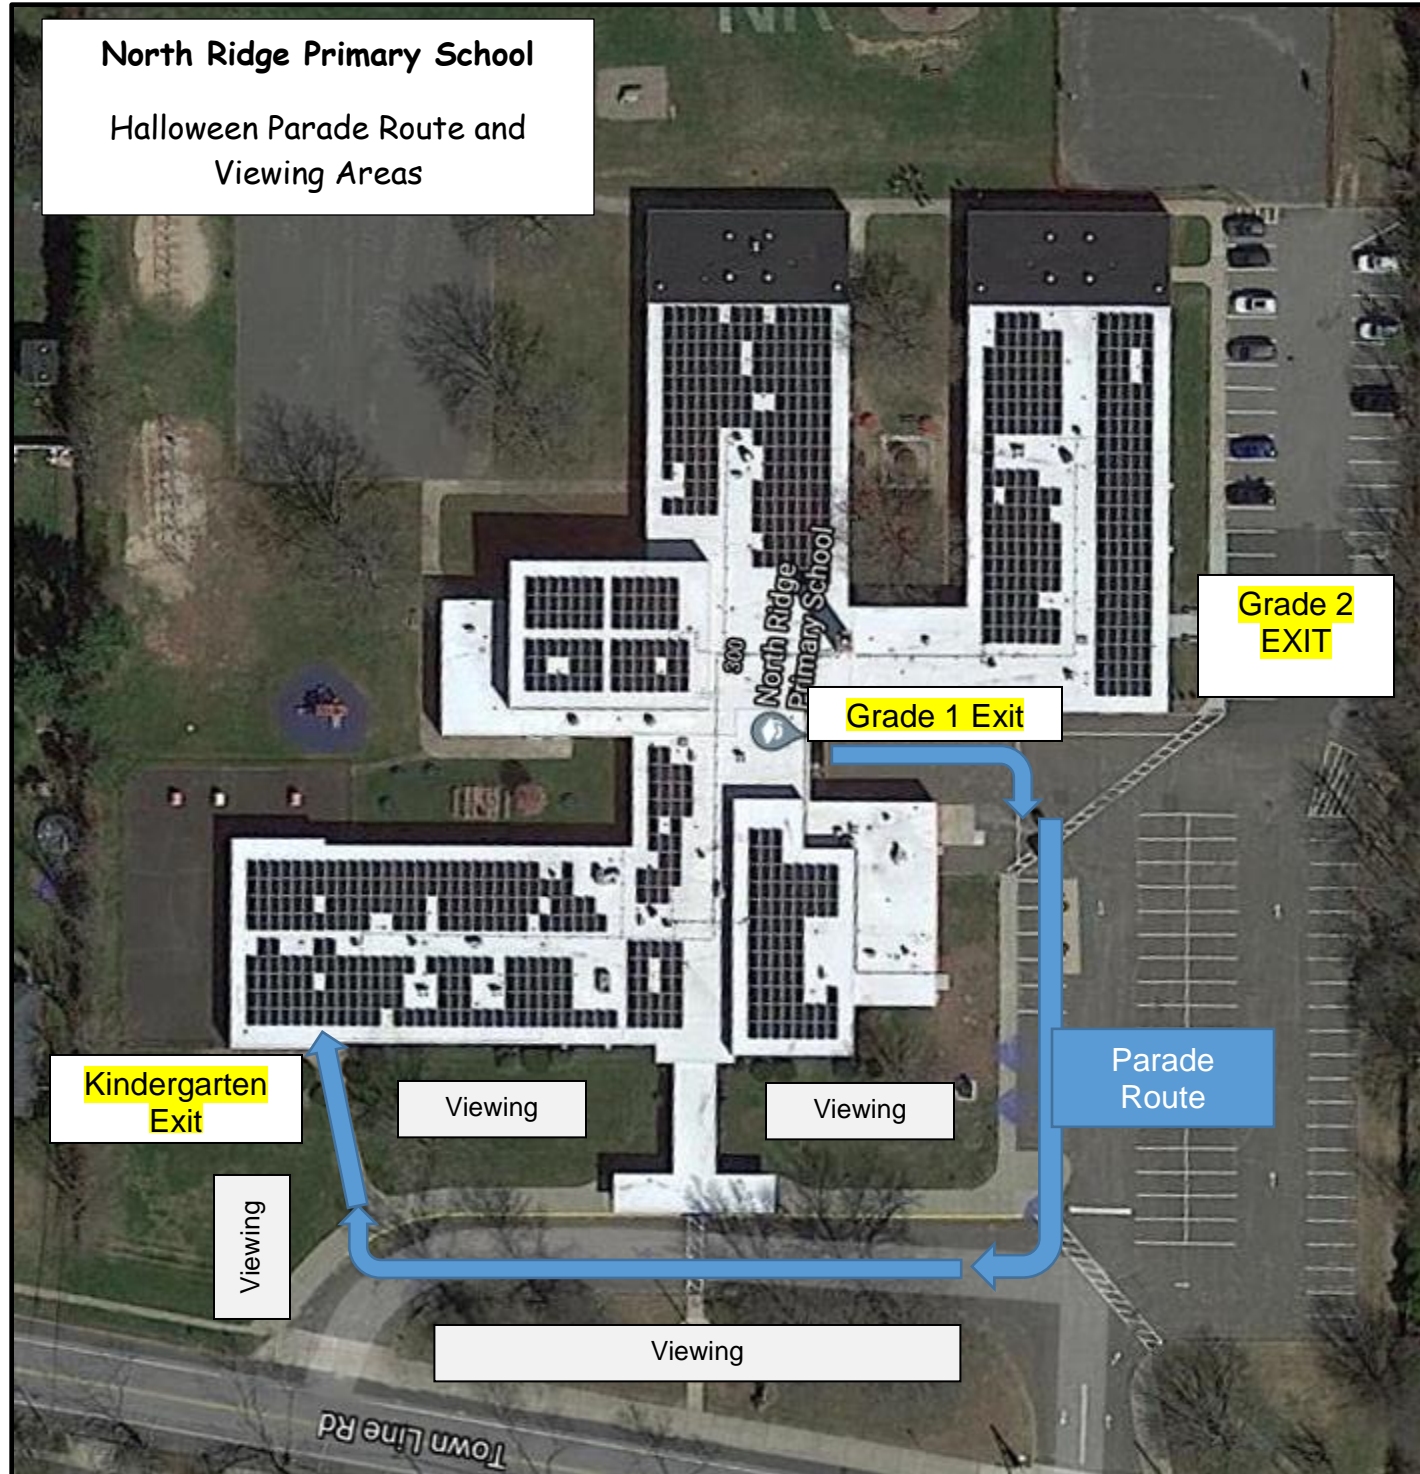 North Ridge Primary School
Halloween Parade Route and
Viewing Areas
NR
300
North Ridge
Primary School
Grade 2
EXIT
Grade 1 Exit
Parade
Route
Kindergarten
Exit
Viewing
Viewing
Viewing
Viewing
Town Line Rd